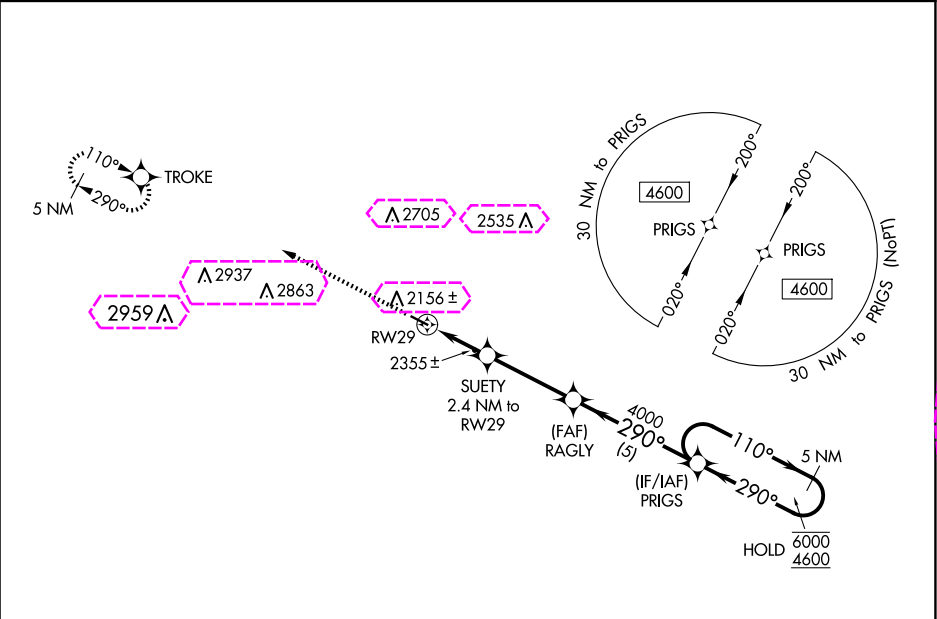 30 NM to PRIGS
200°
4600
PRIGS
020°
200°
PRIGS
4600
020°
30 NM to PRIGS (NoPT)
110°
TROKE
290°
5 NM
2705
2535
2937
2863
2959
2156 ±
RW29
2355 ±
SUETY
2.4 NM to
RW29
(FAF)
RAGLY
4000
290°
(5)
(IF/IAF)
PRIGS
110°
5 NM
290°
HOLD
6000
4600